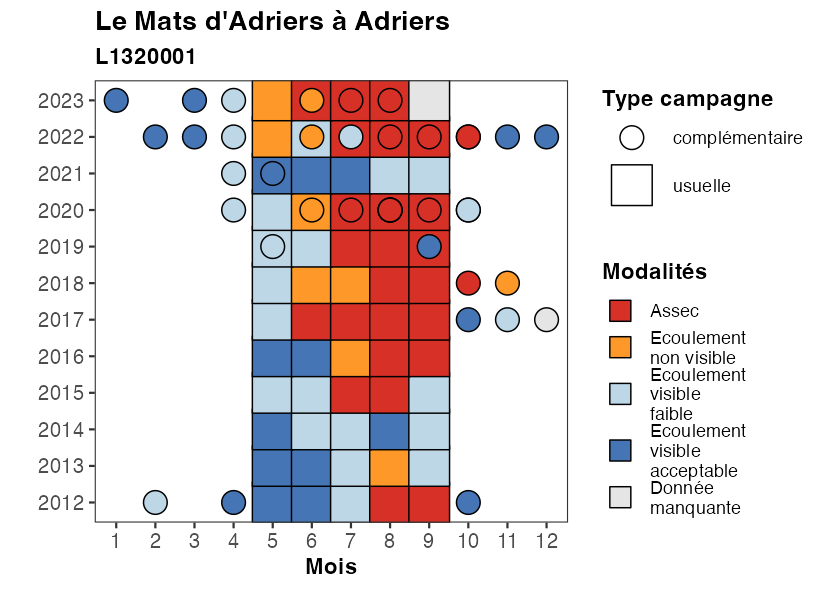 Le Mats d'Adriers à Adriers
L1320001
2023
2022
2021
2020
2019
2018
2017
2016
2015
2014
2013
2012
1 2 3 4 5 6 7 8 9 10 11 12
Mois
Type campagne
complémentaire
usuelle
Modalités
Assec
Ecoulement
non visible
Ecoulement
visible
faible
Ecoulement
visible
acceptable
Donnée
manquante